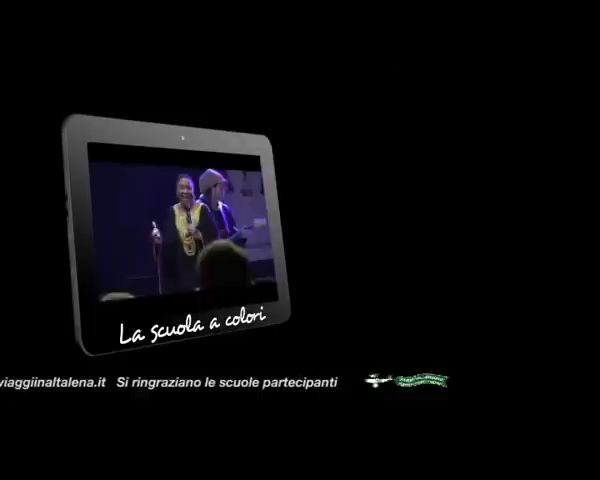 La scuola a colori
viaggiinaltalena.it Si ringraziano le scuole partecipanti